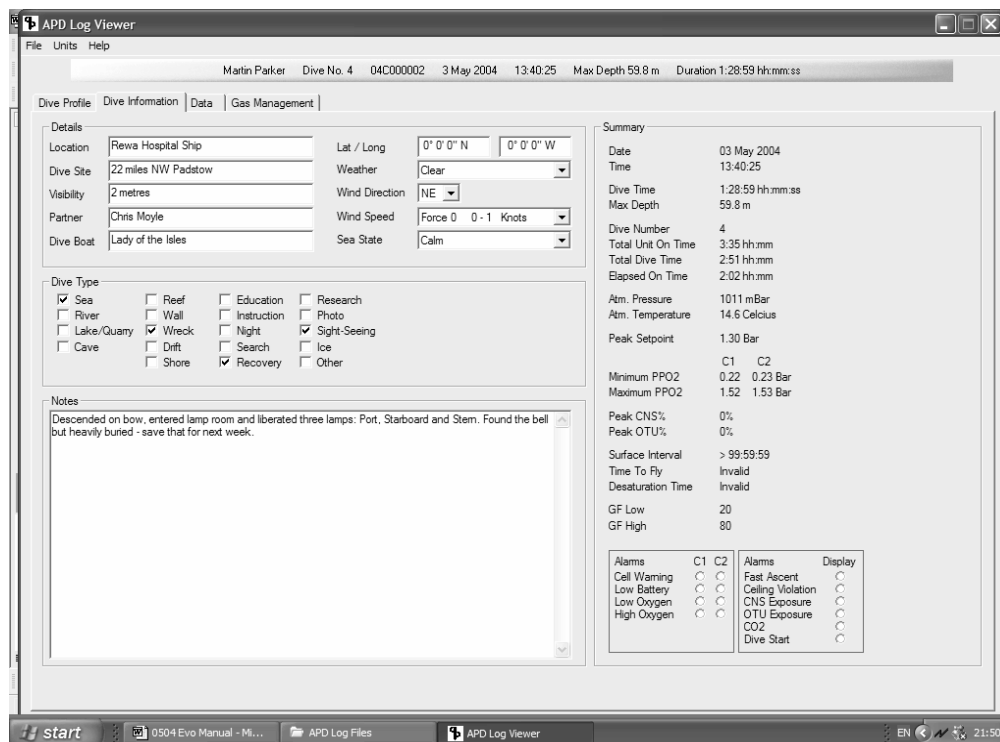 APD Log Viewer
File Units Help
Martin Parker Dive No. 4 04C000002 3 May 2004 13:40:25 Max Depth 59.8 m Duration 1:28:59 hh:mm:ss
Dive Profile Dive Information Data Gas Management
Details
Location Rewa Hospital Ship
Dive Site 22 miles NW Padstow
Visibility 2 metres
Partner Chris Moyle
Dive Boat Lady of the Isles
Lat / Long 0° 0' 0'' N 0° 0' 0'' W
Weather Clear
Wind Direction NE
Wind Speed Force 0 0 - 1 Knots
Sea State Calm
Dive Type
Sea Reef Education Research
River Wall Instruction Photo
Lake/Quarry Wreck Night Sight-Seeing
Cave Drift Search Ice
Shore Recovery Other
Notes
Descended on bow, entered lamp room and liberated three lamps: Port, Starboard and Stern. Found the bell
but heavily buried - save that for next week.
Summary
Date 03 May 2004
Time 13:40:25
Dive Time 1:28:59 hh:mm:ss
Max Depth 59.8 m
Dive Number 4
Total Unit On Time 3:35 hh:mm
Total Dive Time 2:51 hh:mm
Elapsed On Time 2:02 hh:mm
Atm. Pressure 1011 mBar
Atm. Temperature 14.6 Celcius
Peak Setpoint 1.30 Bar
C1 C2
Minimum PPO2 0.22 0.23 Bar
Maximum PPO2 1.52 1.53 Bar
Peak CNS% 0%
Peak OTU% 0%
Surface Interval > 99:59:59
Time To Fly Invalid
Desaturation Time Invalid
GF Low 20
GF High 80
Alarms C1 C2
Cell Warning
Low Battery
Low Oxygen
High Oxygen
Alarms Display
Fast Ascent
Ceiling Violation
CNS Exposure
OTU Exposure
CO2
Dive Start
start 0504 Evo Manual - Mi... APD Log Files APD Log Viewer EN 21:50